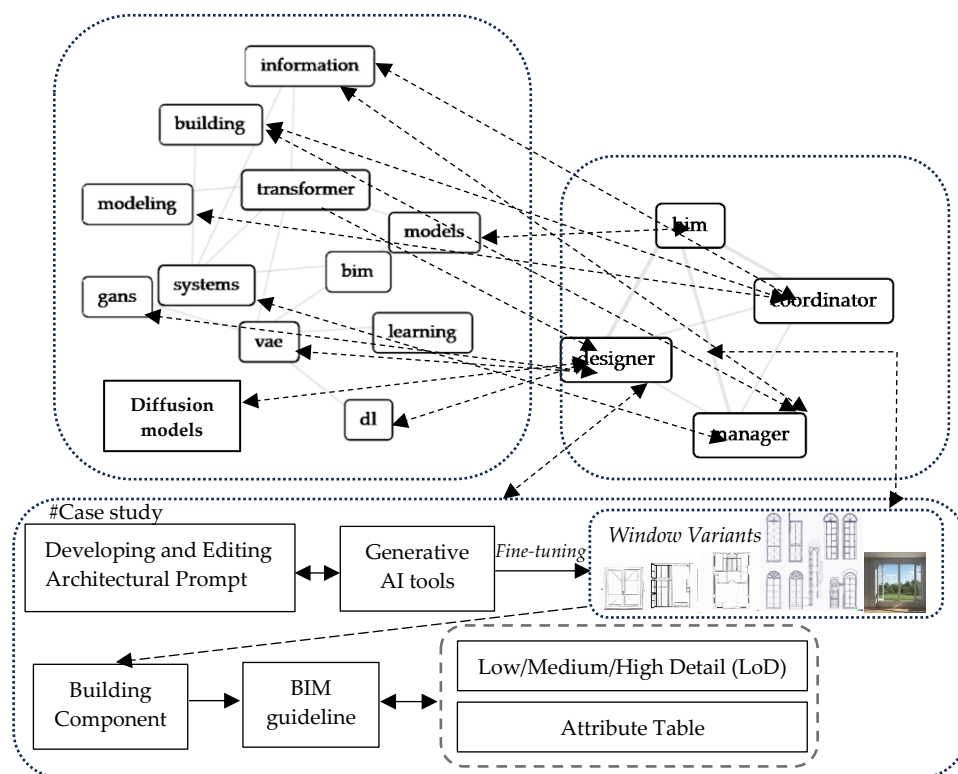 information
building
transformer
modeling
models
bim
systems
gans
learning
vae
Diffusion
models
dl
bim
coordinator
designer
manager
#Case study
Developing and Editing
Architectural Prompt
Generative
AI tools
Fine-tuning
Window Variants
Building
Component
BIM
guideline
Low/Medium/High Detail (LoD)
Attribute Table